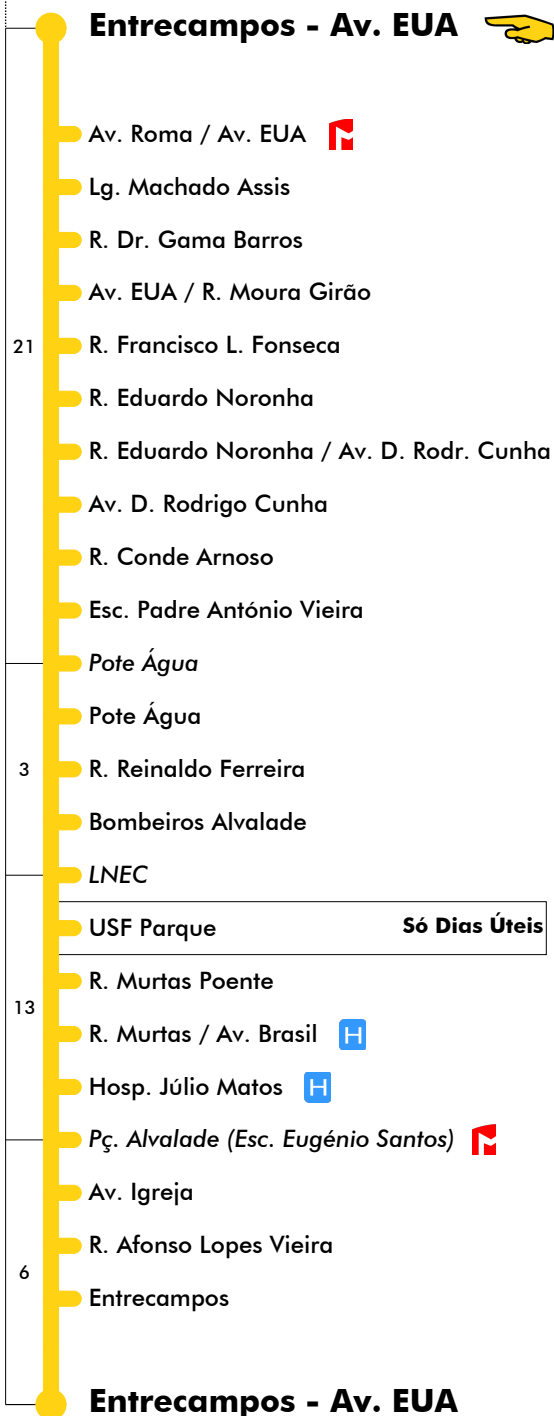 Entrecampos - Av. EUA
Av. Roma / Av. EUA
Lg. Machado Assis
R. Dr. Gama Barros
Av. EUA / R. Moura Girão
21 R. Francisco L. Fonseca
R. Eduardo Noronha
R. Eduardo Noronha / Av. D. Rodr. Cunha
Av. D. Rodrigo Cunha
R. Conde Arnoso
Esc. Padre António Vieira
Pote Água
Pote Água
3 R. Reinaldo Ferreira
Bombeiros Alvalade
LNEC
USF Parque Só Dias Úteis
R. Murtas Poente
13
R. Murtas / Av. Brasil H
Hosp. Júlio Matos H
Pç. Alvalade (Esc. Eugénio Santos)
Av. Igreja
R. Afonso Lopes Vieira
6
Entrecampos
Entrecampos - Av. EUA